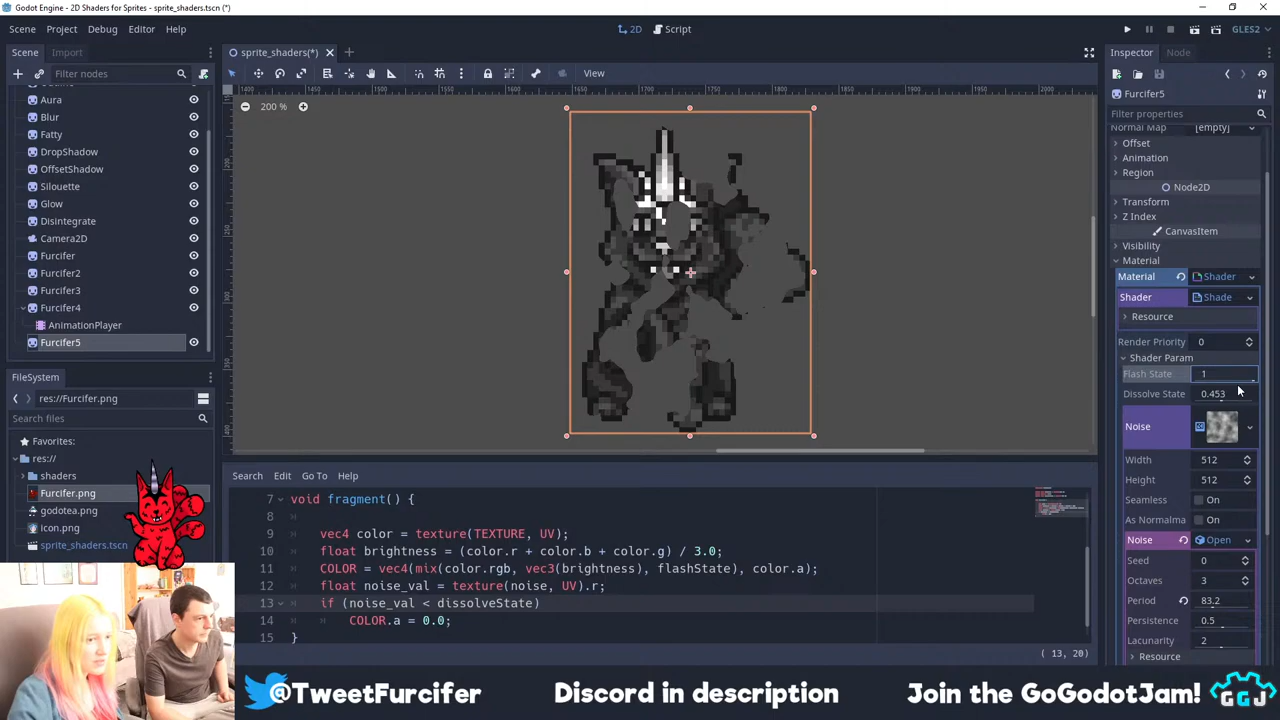 Godot Engine - 2D Shaders for Sprites - sprite_shaders.tscn (*)
Scene Project Debug Editor Help
2D Script
GLES2
Scene Import
Filter nodes
Aura
Blur
Fatty
DropShadow
OffsetShadow
Silouette
Glow
Disintegrate
Camera2D
Furcifer
Furcifer2
Furcifer3
Furcifer4
AnimationPlayer
Furcifer5
FileSystem
res://Furcifer.png
Search files
Favorites:
res://
shaders
Furcifer.png
godotea.png
icon.png
sprite_shaders.tscn
sprite_shaders(*)
View
200 %
Search Edit Go To Help
7 void fragment() {
8
9 vec4 color = texture(TEXTURE, UV);
10 float brightness = (color.r + color.b + color.g) / 3.0;
11 COLOR = vec4(mix(color.rgb, vec3(brightness), flashState), color.a);
12 float noise_val = texture(noise, UV).r;
13 if (noise_val < dissolveState)
14 COLOR.a = 0.0;
15 }
( 13, 20)
Inspector Node
Furcifer5
Filter properties
Normal Map [empty]
Offset
Animation
Region
Node2D
Transform
Z Index
CanvasItem
Visibility
Material
Material Shader
Shader Shade
Resource
Render Priority 0
Shader Param
Flash State 1
Dissolve State 0.453
Noise
Width 512
Height 512
Seamless On
As Normalma On
Noise Open
Seed 0
Octaves 3
Period 83.2
Persistence 0.5
Lacunarity 2
Resource
@TweetFurcifer Discord in description Join the GoGodotJam!
GGJ